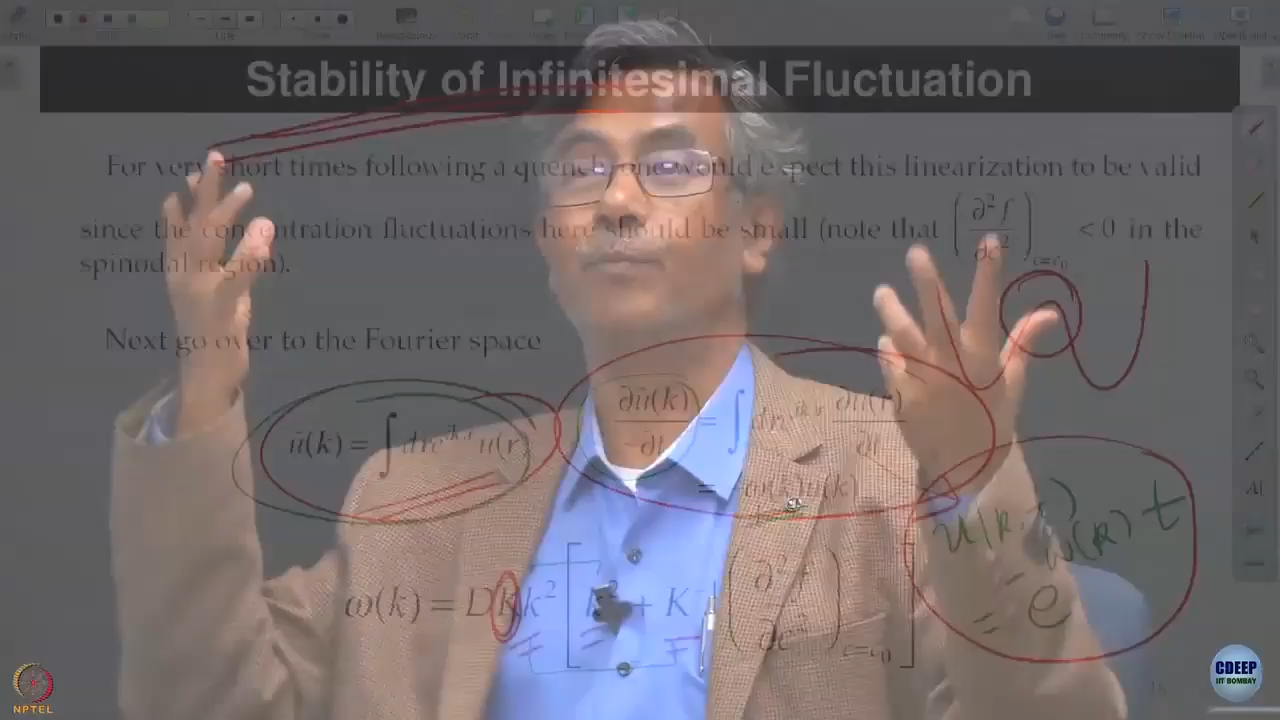 Stability of Infinitesimal Fluctuation
For very short times following a quench one would expect this linearization to be valid
since the concentration fluctuations here should be small (note that (∂²f/∂c²)_{c=c₀} < 0 in the
spinodal region).
Next go over to the Fourier space
ũ(k) = ∫ dr e^{ik.r} u(r)
∂ũ(k)/∂t = ∫ dr e^{ik.r} ∂u(r)/∂t
= ω(k)ũ(k)
u(k,t)
= e^{ω(k)t}
ω(k) = DKk² [ + K⁻¹ (∂²f/∂c²)_{c=c₀} ]
NPTEL
CDEEP
IIT BOMBAY
16